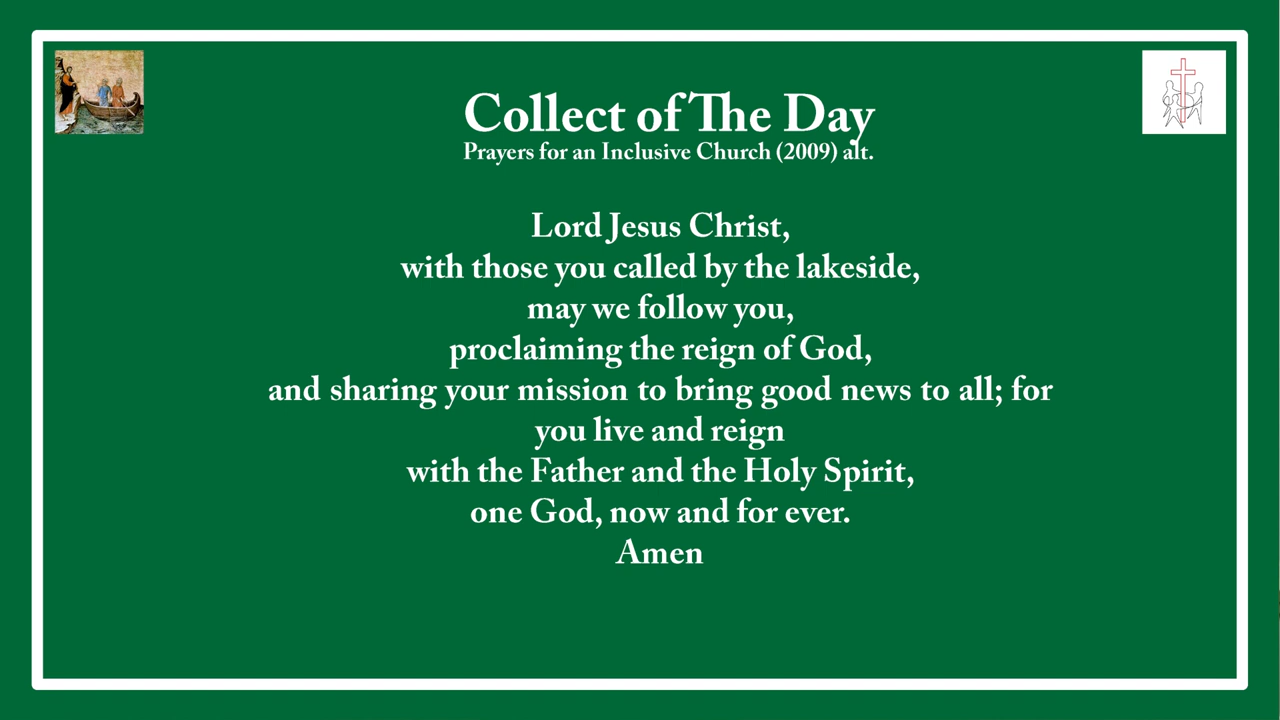 Collect of The Day
Prayers for an Inclusive Church (2009) alt.
Lord Jesus Christ,
with those you called by the lakeside,
may we follow you,
proclaiming the reign of God,
and sharing your mission to bring good news to all; for
you live and reign
with the Father and the Holy Spirit,
one God, now and for ever.
Amen